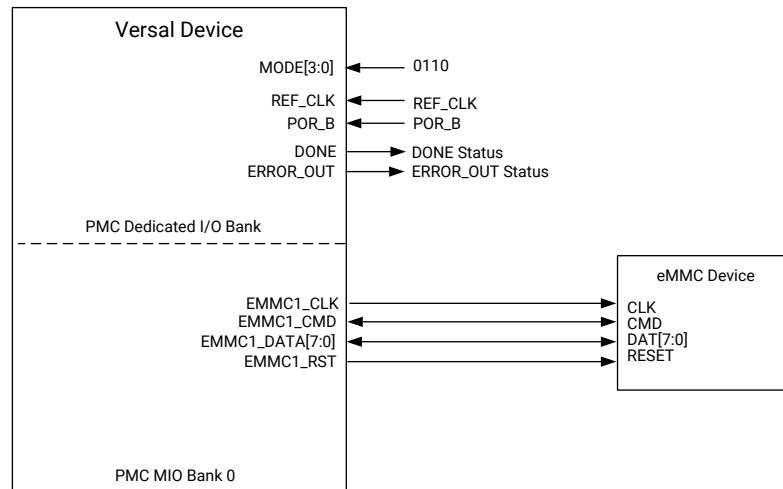 Versal Device
MODE[3:0] 0110
REF_CLK REF_CLK
POR_B POR_B
DONE DONE Status
ERROR_OUT ERROR_OUT Status
PMC Dedicated I/O Bank
eMMC Device
EMMC1_CLK CLK
EMMC1_CMD CMD
EMMC1_DATA[7:0] DAT[7:0]
EMMC1_RST RESET
PMC MIO Bank 0